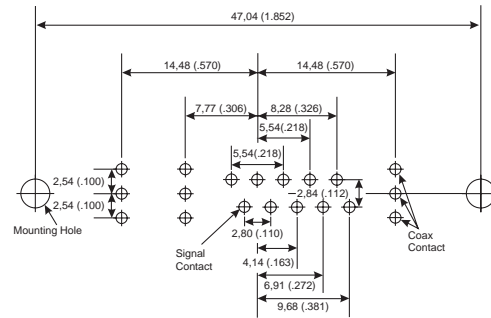 47,04 (1.852)
14,48 (.570)
14,48 (.570)
7,77 (.306)
8,28 (.326)
5,54(.218)
5,54(.218)
2,54 (.100)
2,84 (.112)
2,54 (.100)
Mounting Hole
Signal
Contact
2,80 (.110)
Coax
Contact
4,14 (.163)
6,91 (.272)
9,68 (.381)